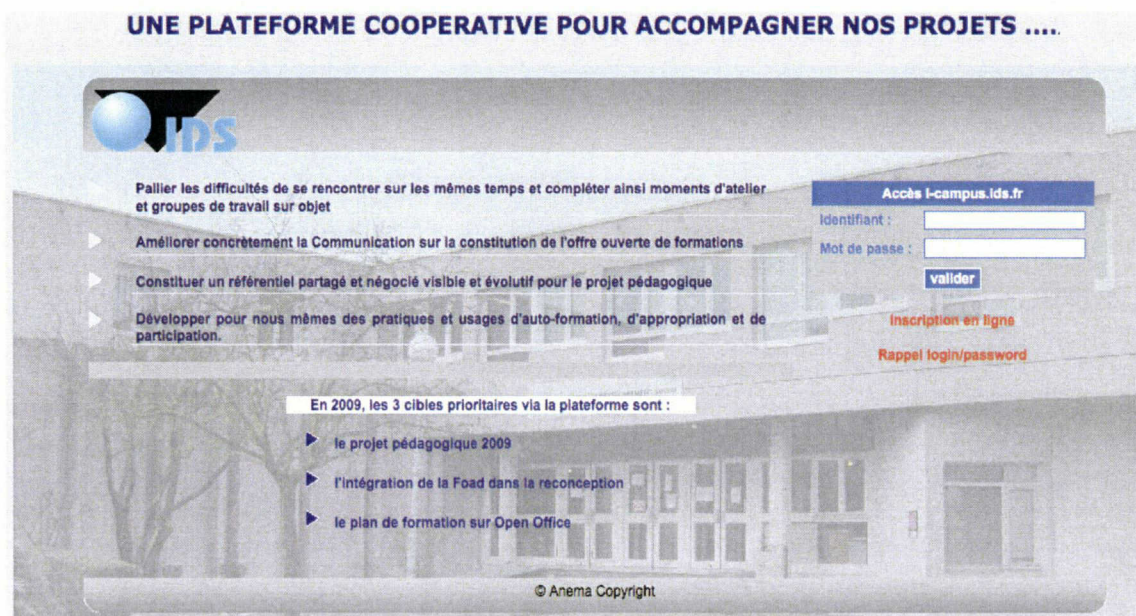 UNE PLATEFORME COOPERATIVE POUR ACCOMPAGNER NOS PROJETS ....
IDS
Pallier les difficultés de se rencontrer sur les mêmes temps et compléter ainsi moments d'atelier
et groupes de travail sur objet
Améliorer concrètement la Communication sur la constitution de l'offre ouverte de formations
Constituer un référentiel partagé et négocié visible et évolutif pour le projet pédagogique
Développer pour nous mêmes des pratiques et usages d'auto-formation, d'appropriation et de
participation.
Accès i-campus.ids.fr
Identifiant :
Mot de passe :
valider
Inscription en ligne
Rappel login/password
En 2009, les 3 cibles prioritaires via la plateforme sont :
le projet pédagogique 2009
l'intégration de la Foad dans la reconception
le plan de formation sur Open Office
© Anema Copyright